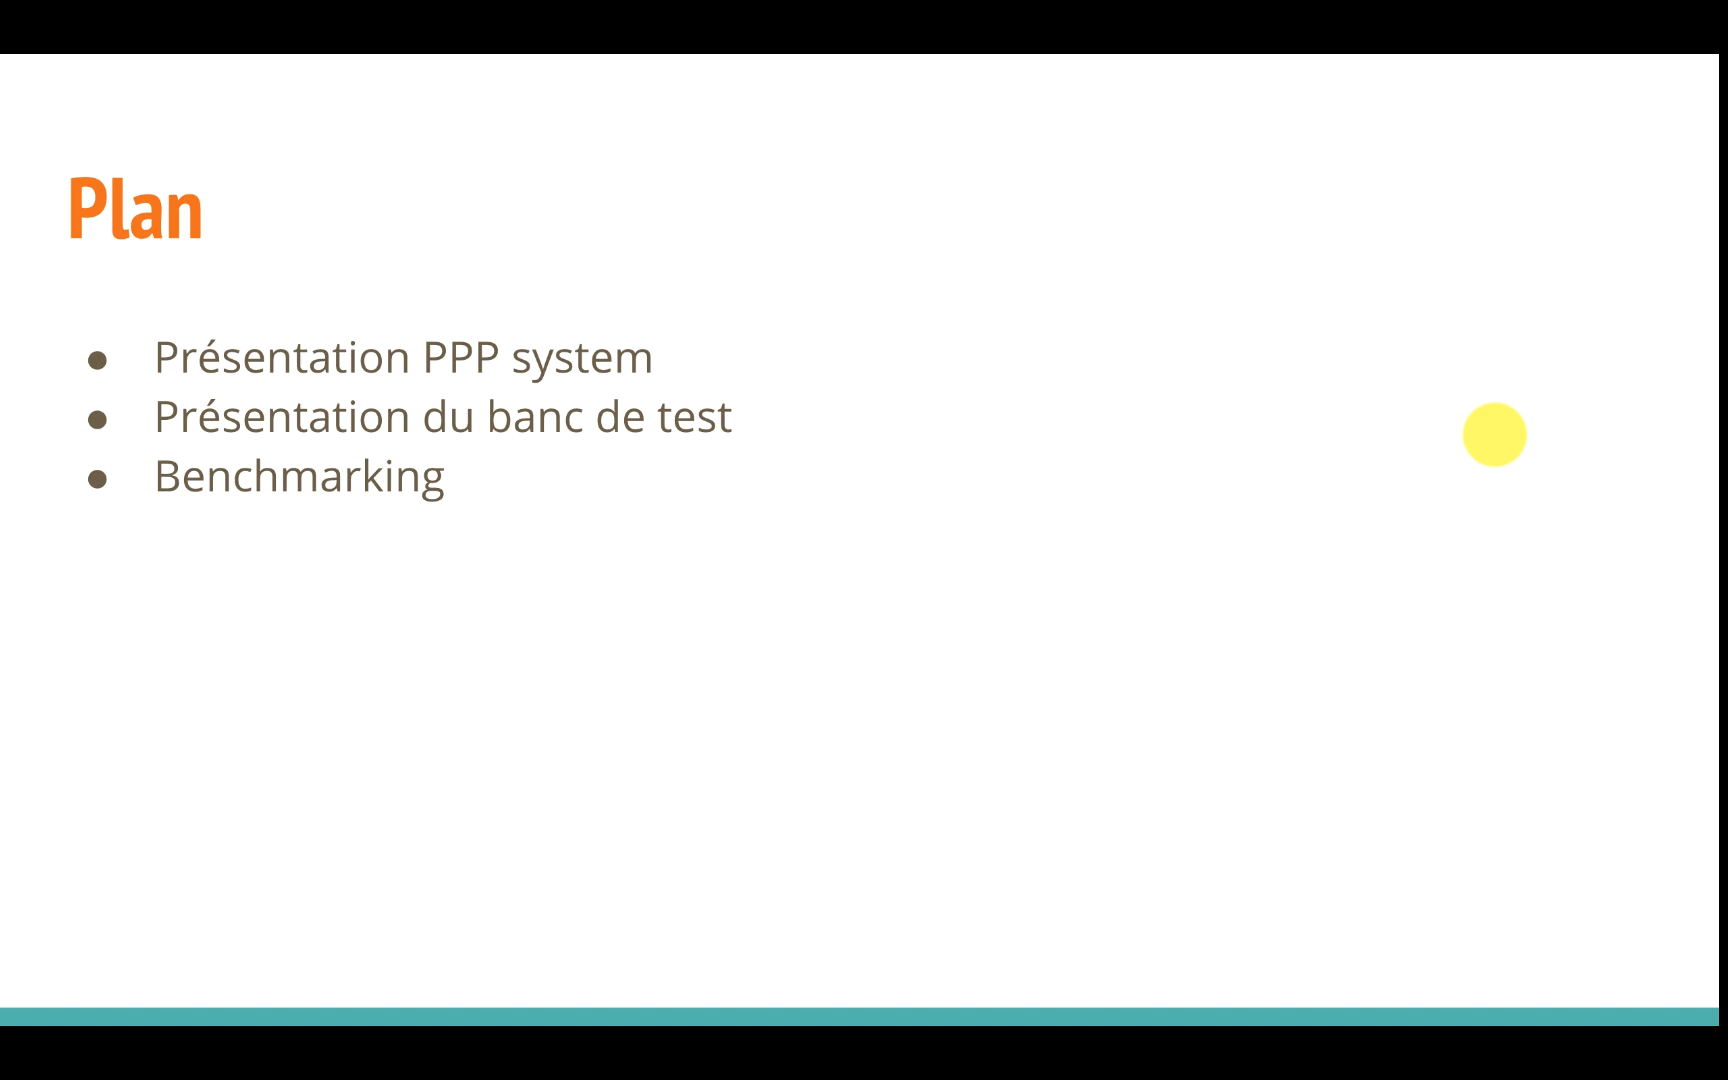 Plan
● Présentation PPP system
● Présentation du banc de test
● Benchmarking